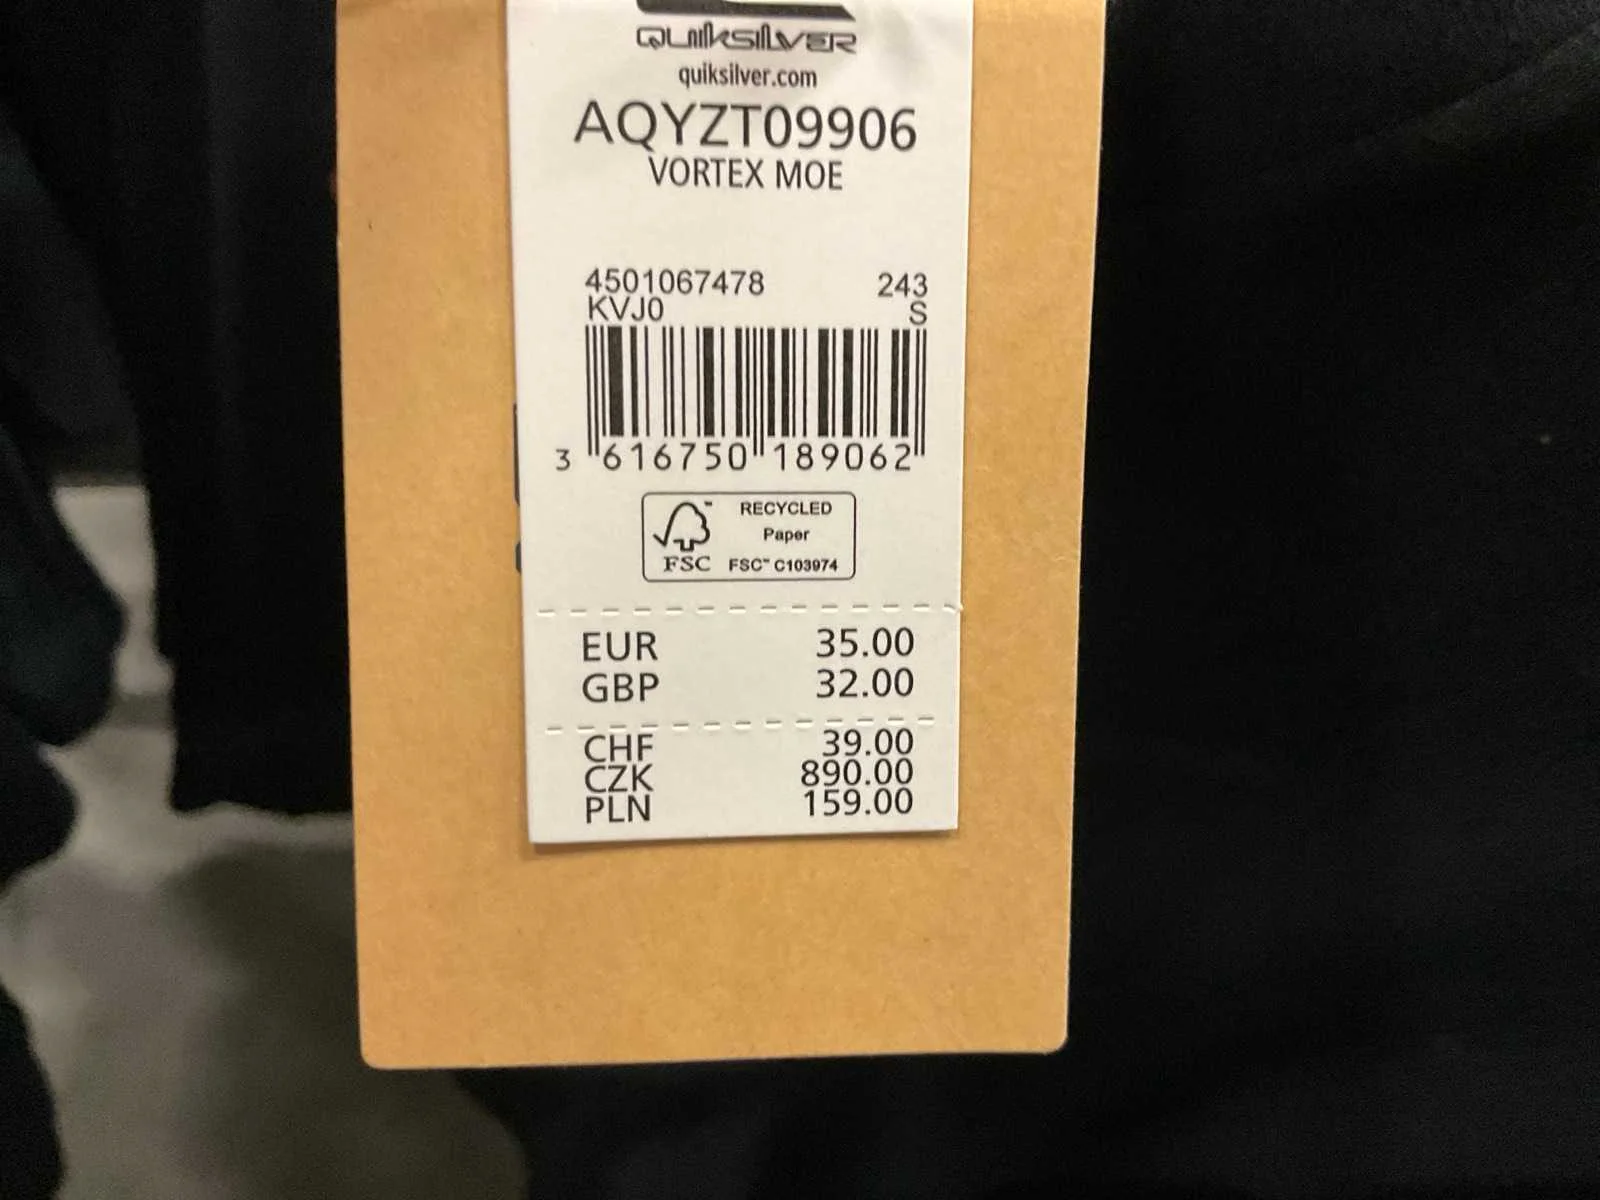 QUIKSILVER
quiksilver.com
AQYZT09906
VORTEX MOE
4501067478 243
KVJ0 S
3 616750 189062
RECYCLED
Paper
FSC FSC™ C103974
EUR 35.00
GBP 32.00
CHF 39.00
CZK 890.00
PLN 159.00